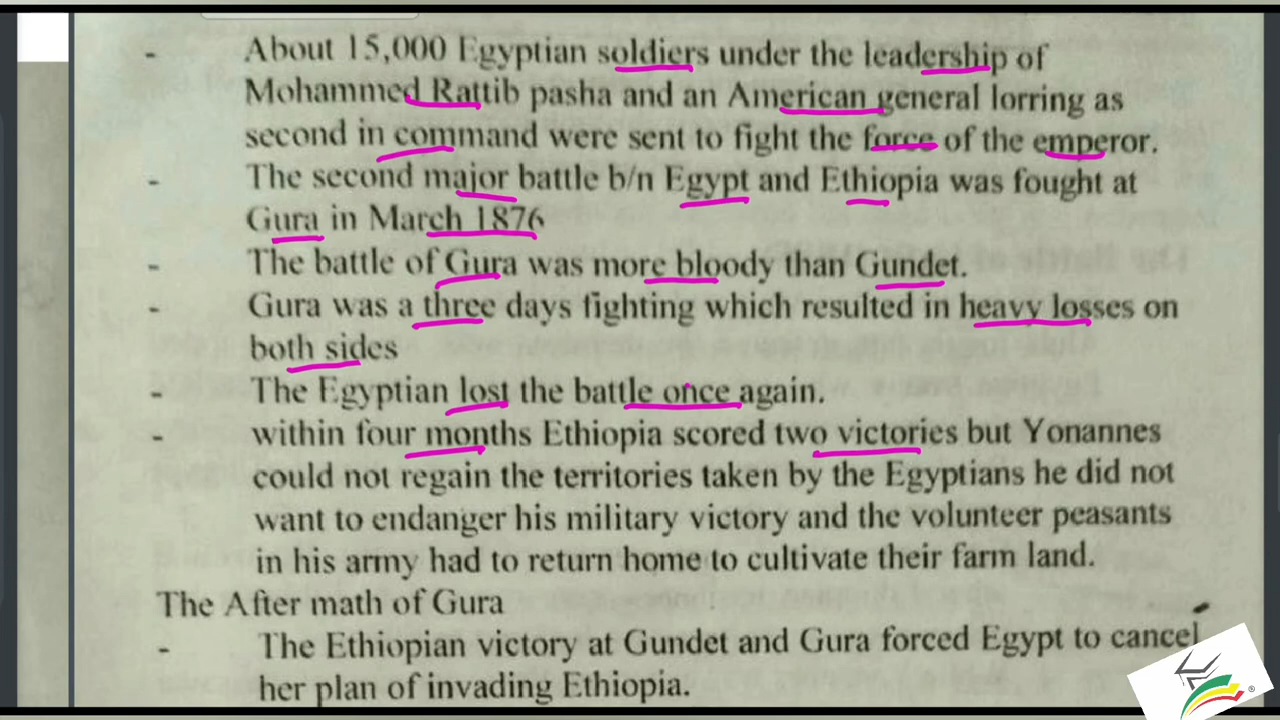 - About 15,000 Egyptian soldiers under the leadership of
Mohammed Rattib pasha and an American general lorring as
second in command were sent to fight the force of the emperor.
- The second major battle b/n Egypt and Ethiopia was fought at
Gura in March 1876
- The battle of Gura was more bloody than Gundet.
- Gura was a three days fighting which resulted in heavy losses on
both sides
- The Egyptian lost the battle once again.
- within four months Ethiopia scored two victories but Yonannes
could not regain the territories taken by the Egyptians he did not
want to endanger his military victory and the volunteer peasants
in his army had to return home to cultivate their farm land.
The After math of Gura
- The Ethiopian victory at Gundet and Gura forced Egypt to cancel
her plan of invading Ethiopia.